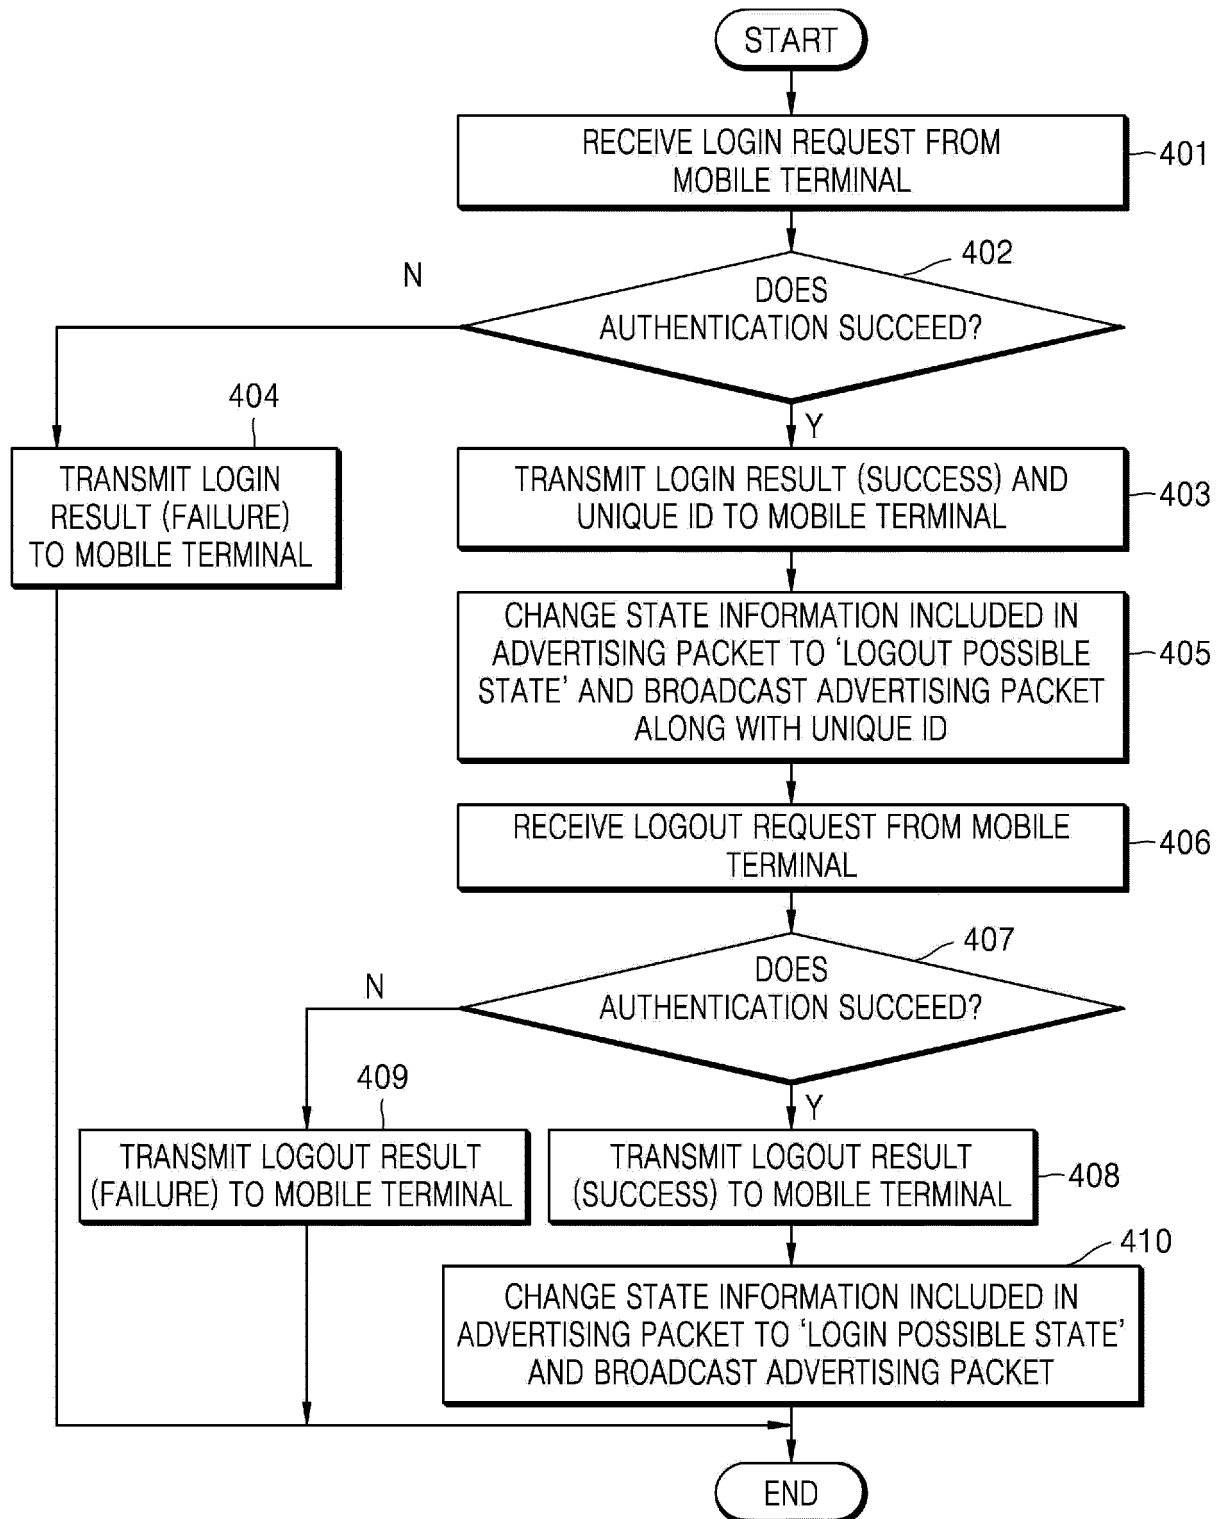 START
RECEIVE LOGIN REQUEST FROM
MOBILE TERMINAL
401
402
DOES
AUTHENTICATION SUCCEED?
N
Y
404
TRANSMIT LOGIN
RESULT (FAILURE)
TO MOBILE TERMINAL
TRANSMIT LOGIN RESULT (SUCCESS) AND
UNIQUE ID TO MOBILE TERMINAL
403
CHANGE STATE INFORMATION INCLUDED IN
ADVERTISING PACKET TO ‘LOGOUT POSSIBLE
STATE’ AND BROADCAST ADVERTISING PACKET
ALONG WITH UNIQUE ID
405
RECEIVE LOGOUT REQUEST FROM MOBILE
TERMINAL
406
407
DOES
AUTHENTICATION SUCCEED?
N
Y
409
TRANSMIT LOGOUT RESULT
(FAILURE) TO MOBILE TERMINAL
TRANSMIT LOGOUT RESULT
(SUCCESS) TO MOBILE TERMINAL
408
410
CHANGE STATE INFORMATION INCLUDED IN
ADVERTISING PACKET TO ‘LOGIN POSSIBLE STATE’
AND BROADCAST ADVERTISING PACKET
END